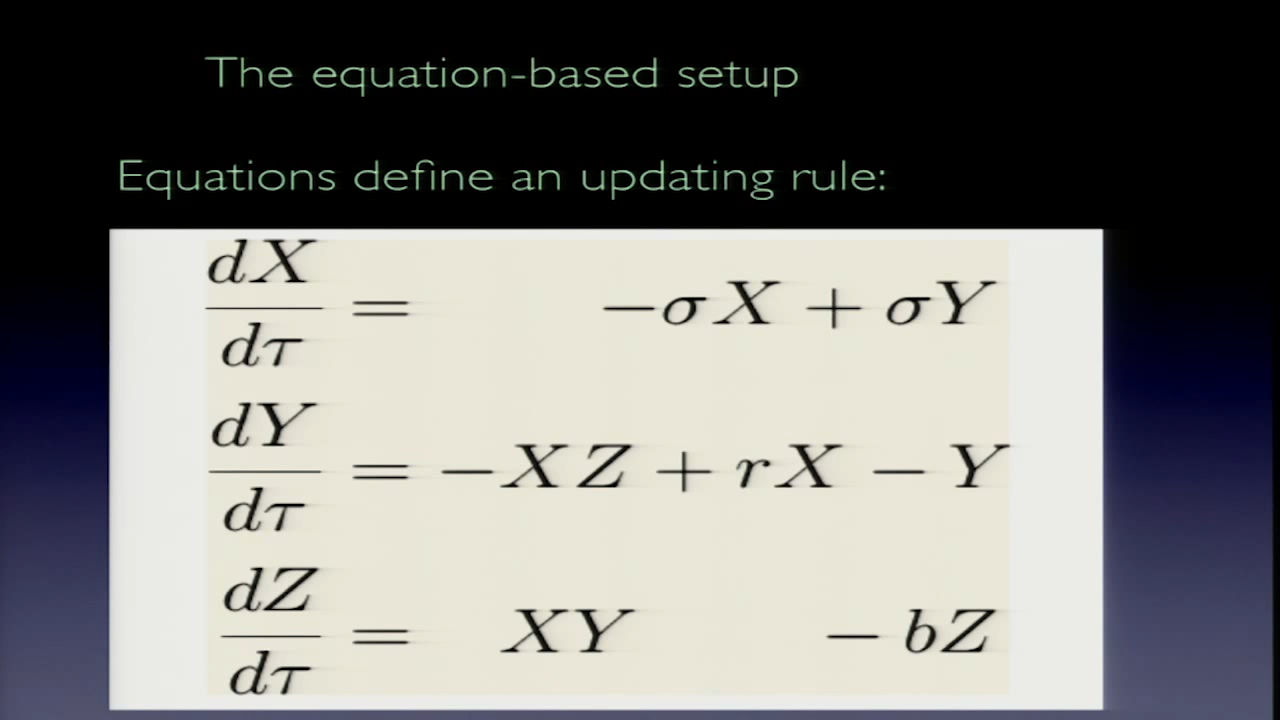 The equation-based setup
Equations define an updating rule:
dX/dτ = −σX + σY
dY/dτ = −XZ + rX − Y
dZ/dτ = XY − bZ